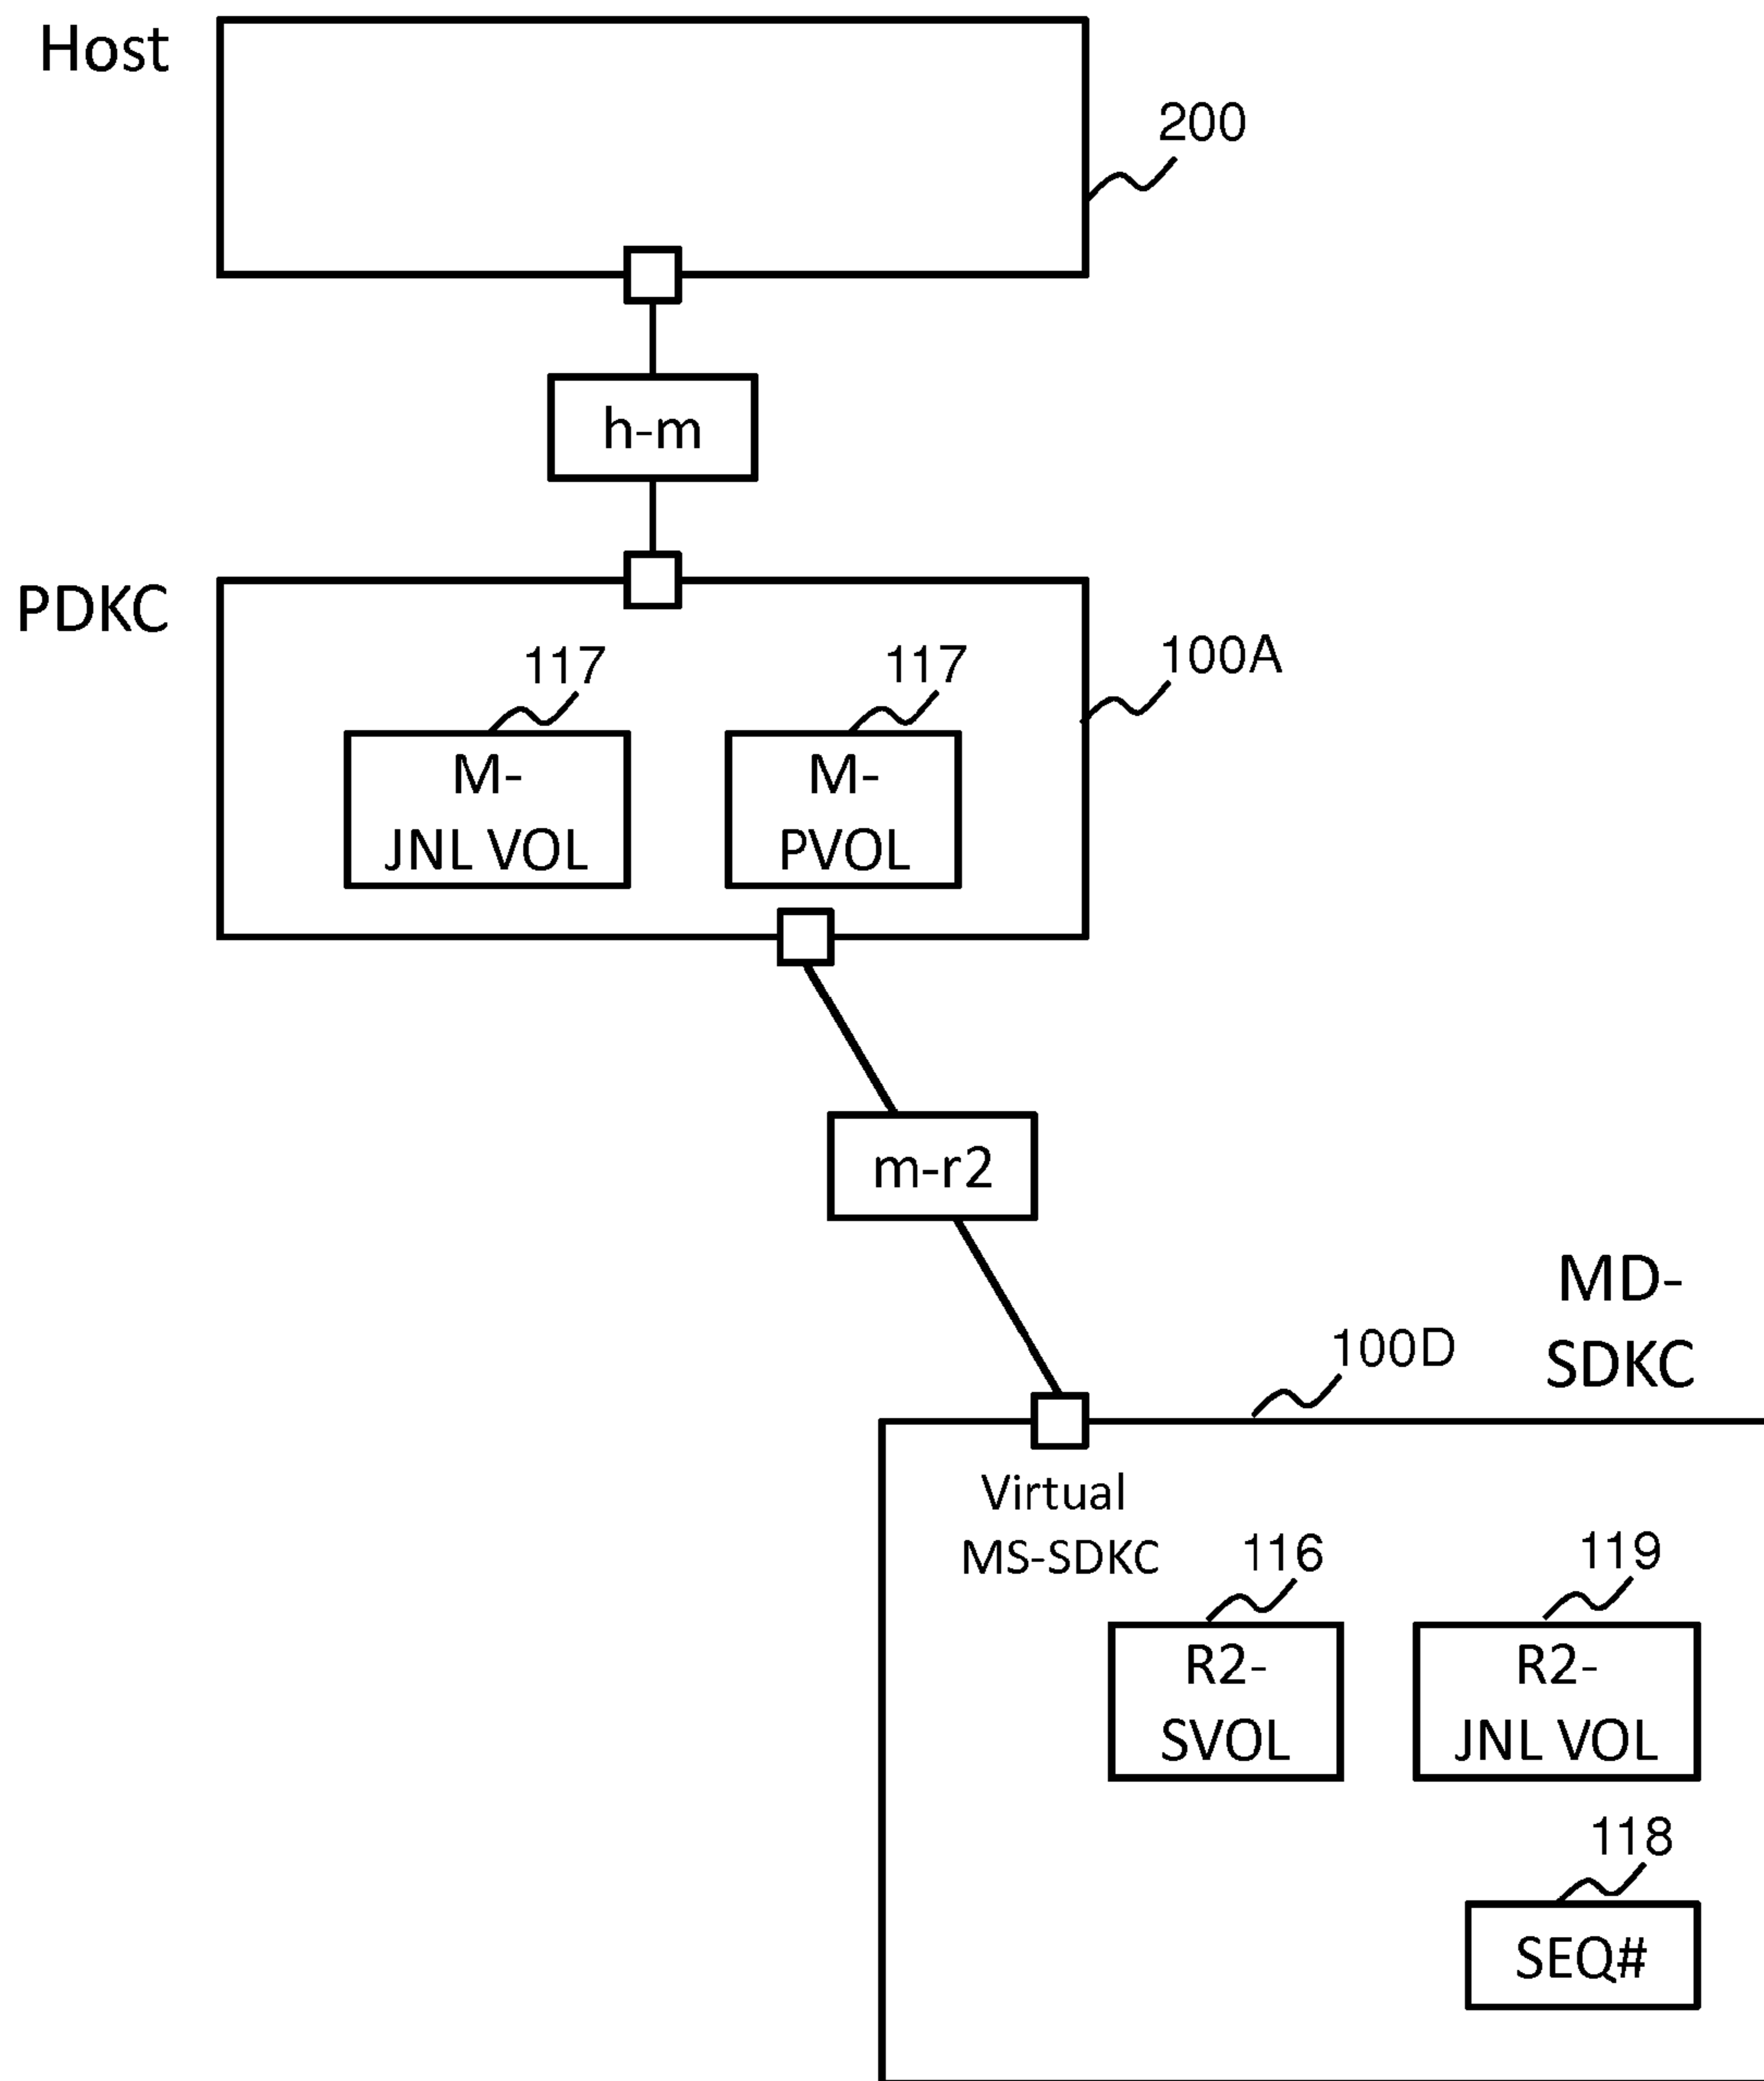 Host
200
h-m
PDKC
100A
117
117
M-
JNL VOL
M-
PVOL
m-r2
MD-
SDKC
100D
Virtual
MS-SDKC
116
119
R2-
SVOL
R2-
JNL VOL
118
SEQ#